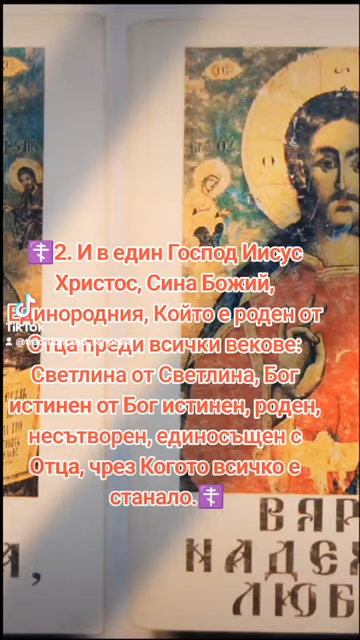 ☦️2. И в един Господ Иисус
Христос, Сина Божий,
Единородния, Който е роден от
Отца преди всички векове:
Светлина от Светлина, Бог
истинен от Бог истинен, роден,
несътворен, единосъщен с
Отца, чрез Когото всичко е
станало.☦️
TikTok
ВЯР
НАДЕ
ЛЮБ
А,